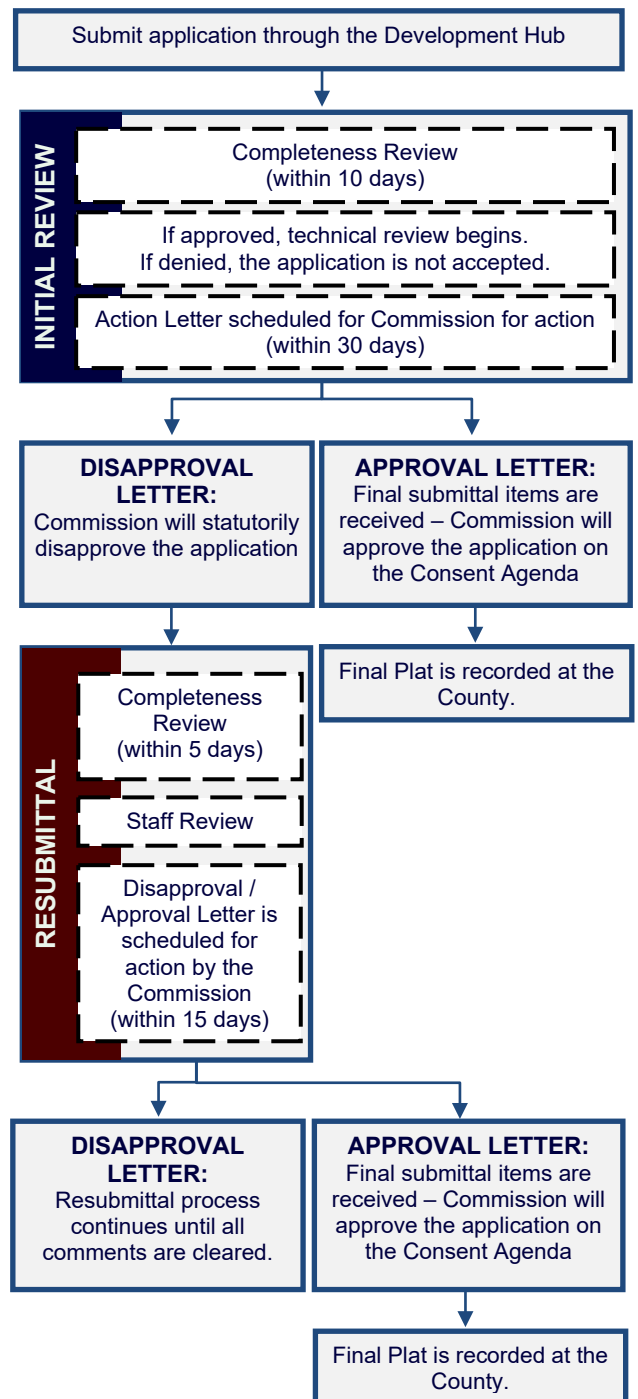 Submit application through the Development Hub
INITIAL REVIEW
Completeness Review
(within 10 days)
If approved, technical review begins.
If denied, the application is not accepted.
Action Letter scheduled for Commission for action
(within 30 days)
DISAPPROVAL
LETTER:
Commission will statutorily
disapprove the application
APPROVAL LETTER:
Final submittal items are
received – Commission will
approve the application on
the Consent Agenda
Final Plat is recorded at the
County.
RESUBMITTAL
Completeness
Review
(within 5 days)
Staff Review
Disapproval /
Approval Letter is
scheduled for
action by the
Commission
(within 15 days)
DISAPPROVAL
LETTER:
Resubmittal process
continues until all
comments are cleared.
APPROVAL LETTER:
Final submittal items are
received – Commission will
approve the application on
the Consent Agenda
Final Plat is recorded at the
County.